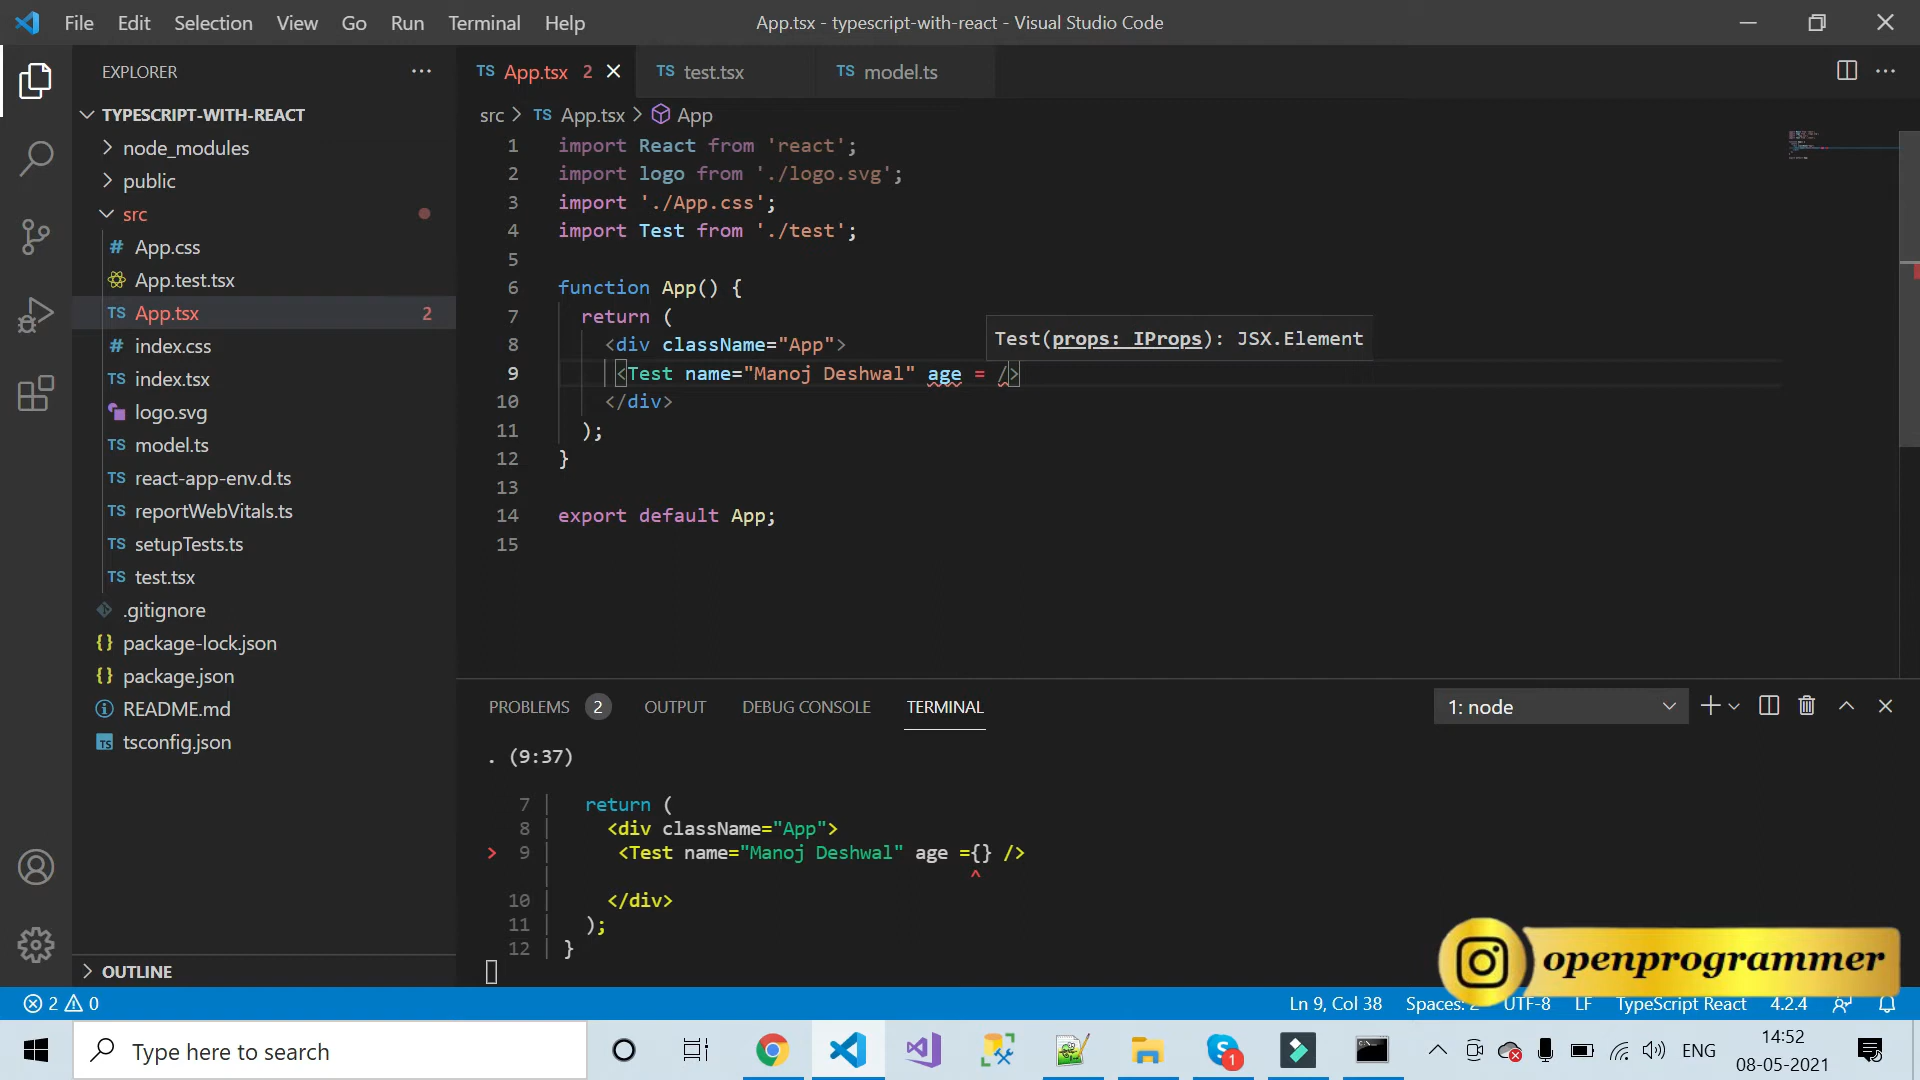 File Edit Selection View Go Run Terminal Help App.tsx - typescript-with-react - Visual Studio Code
EXPLORER
TYPESCRIPT-WITH-REACT
node_modules
public
src
# App.css
App.test.tsx
TS App.tsx 2
# index.css
TS index.tsx
logo.svg
TS model.ts
TS react-app-env.d.ts
TS reportWebVitals.ts
TS setupTests.ts
TS test.tsx
.gitignore
{} package-lock.json
{} package.json
README.md
TS tsconfig.json
OUTLINE
TS App.tsx 2 TS test.tsx TS model.ts
src > TS App.tsx > App
1 import React from 'react';
2 import logo from './logo.svg';
3 import './App.css';
4 import Test from './test';
5
6 function App() {
7 return (
8 <div className="App">
Test(props: IProps): JSX.Element
9 <Test name="Manoj Deshwal" age = />
10 </div>
11 );
12 }
13
14 export default App;
15
PROBLEMS 2 OUTPUT DEBUG CONSOLE TERMINAL 1: node
. (9:37)
7 | return (
8 | <div className="App">
> 9 | <Test name="Manoj Deshwal" age ={} />
| ^
10 | </div>
11 | );
12 | }
openprogrammer
2 0 Ln 9, Col 38 Spaces: 2 UTF-8 LF TypeScript React 4.2.4
Type here to search 1 ENG 14:52
08-05-2021